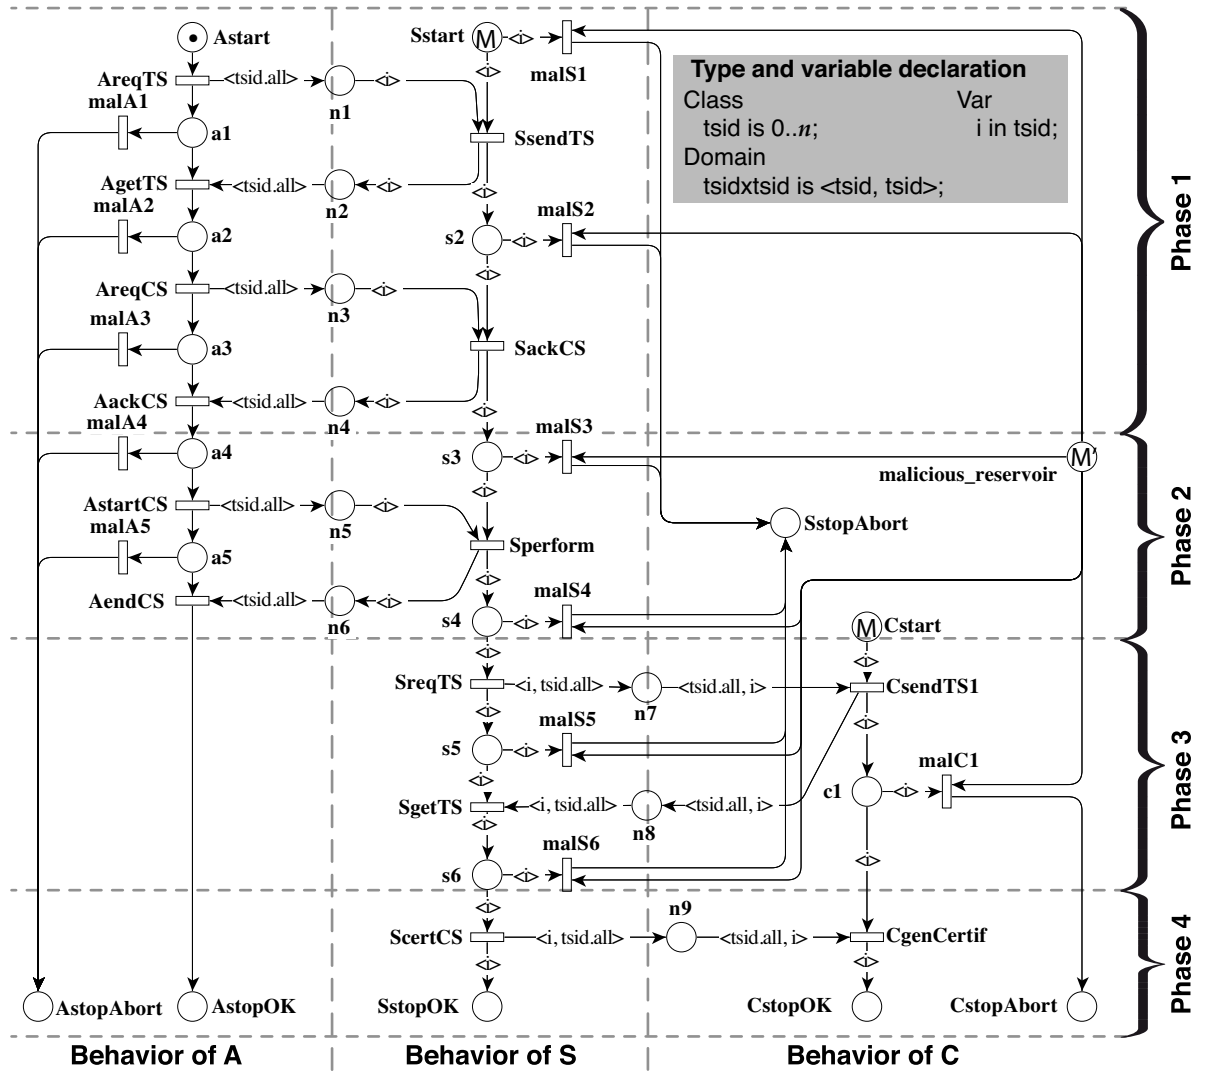 Astart
Sstart
M
<i>
malS1
<i>
Type and variable declaration
Class
Var
tsid is 0..n;
i in tsid;
Domain
tsidxtsid is <tsid, tsid>;
AreqTS
<tsid.all>
n1
<i>
malA1
a1
SsendTS
AgetTS
<tsid.all>
n2
<i>
<i>
malA2
a2
s2
<i>
malS2
<i>
AreqCS
<tsid.all>
n3
<i>
malA3
a3
SackCS
AackCS
<tsid.all>
n4
<i>
<i>
Phase 1
malA4
a4
s3
<i>
malS3
<i>
M'
malicious_reservoir
AstartCS
<tsid.all>
n5
<i>
SstopAbort
malA5
a5
Sperform
<i>
AendCS
<tsid.all>
n6
<i>
s4
<i>
malS4
Phase 2
M
Cstart
<i>
<i>
SreqTS
<i, tsid.all>
n7
<tsid.all, i>
CsendTS1
<i>
<i>
s5
<i>
malS5
<i>
c1
<i>
malC1
SgetTS
<i, tsid.all>
n8
<tsid.all, i>
<i>
s6
<i>
malS6
<i>
Phase 3
<i>
ScertCS
<i, tsid.all>
n9
<tsid.all, i>
CgenCertif
<i>
<i>
Phase 4
AstopAbort
AstopOK
SstopOK
CstopOK
CstopAbort
Behavior of A
Behavior of S
Behavior of C